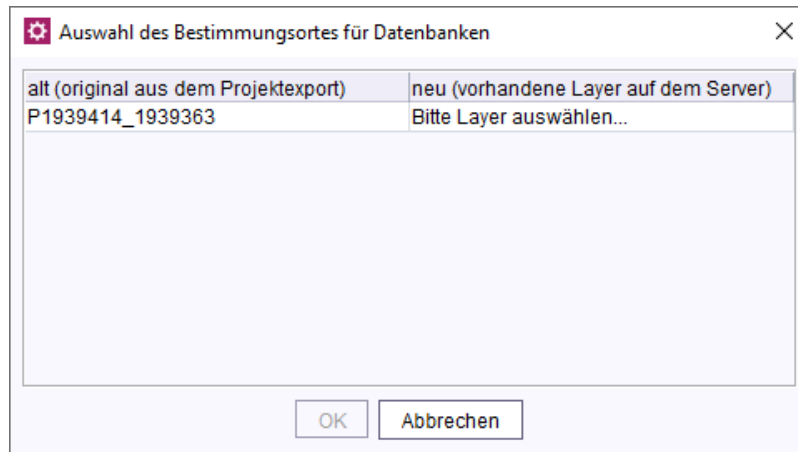 Auswahl des Bestimmungsortes für Datenbanken
alt (original aus dem Projektexport) neu (vorhandene Layer auf dem Server)
P1939414_1939363 Bitte Layer auswählen...
OK Abbrechen